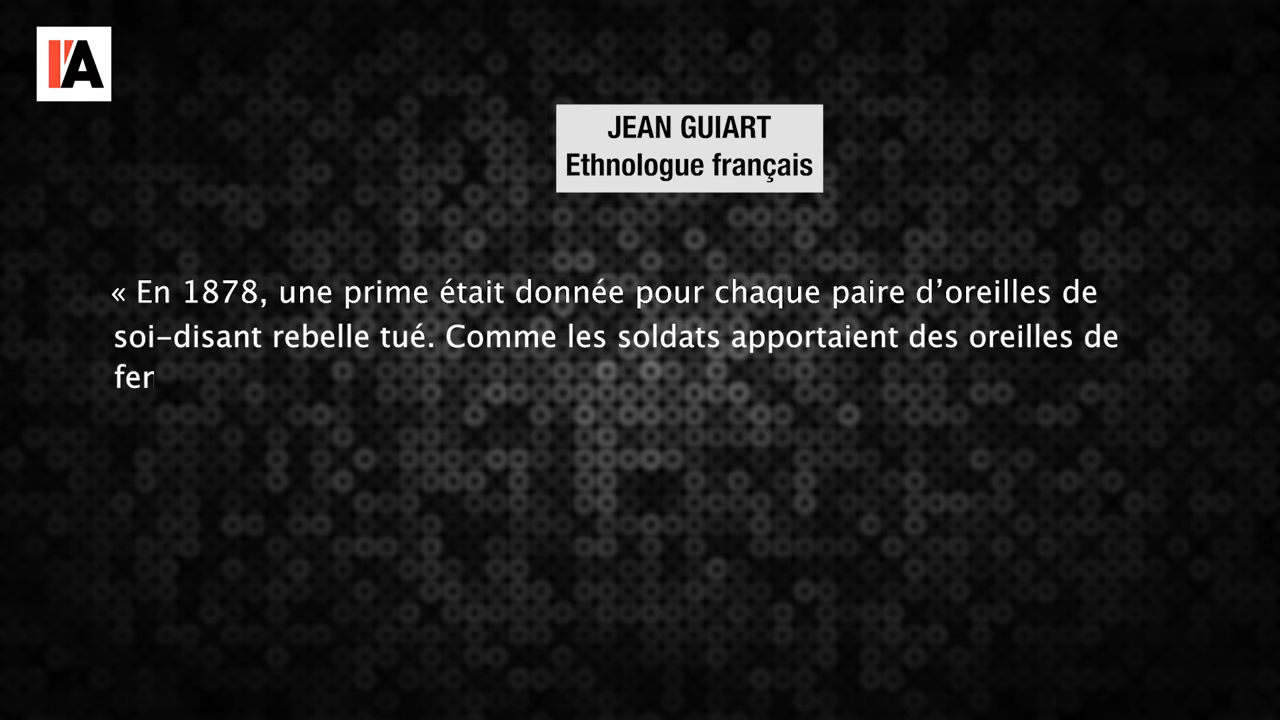 l'A
JEAN GUIART
Ethnologue français
« En 1878, une prime était donnée pour chaque paire d’oreilles de
soi-disant rebelle tué. Comme les soldats apportaient des oreilles de